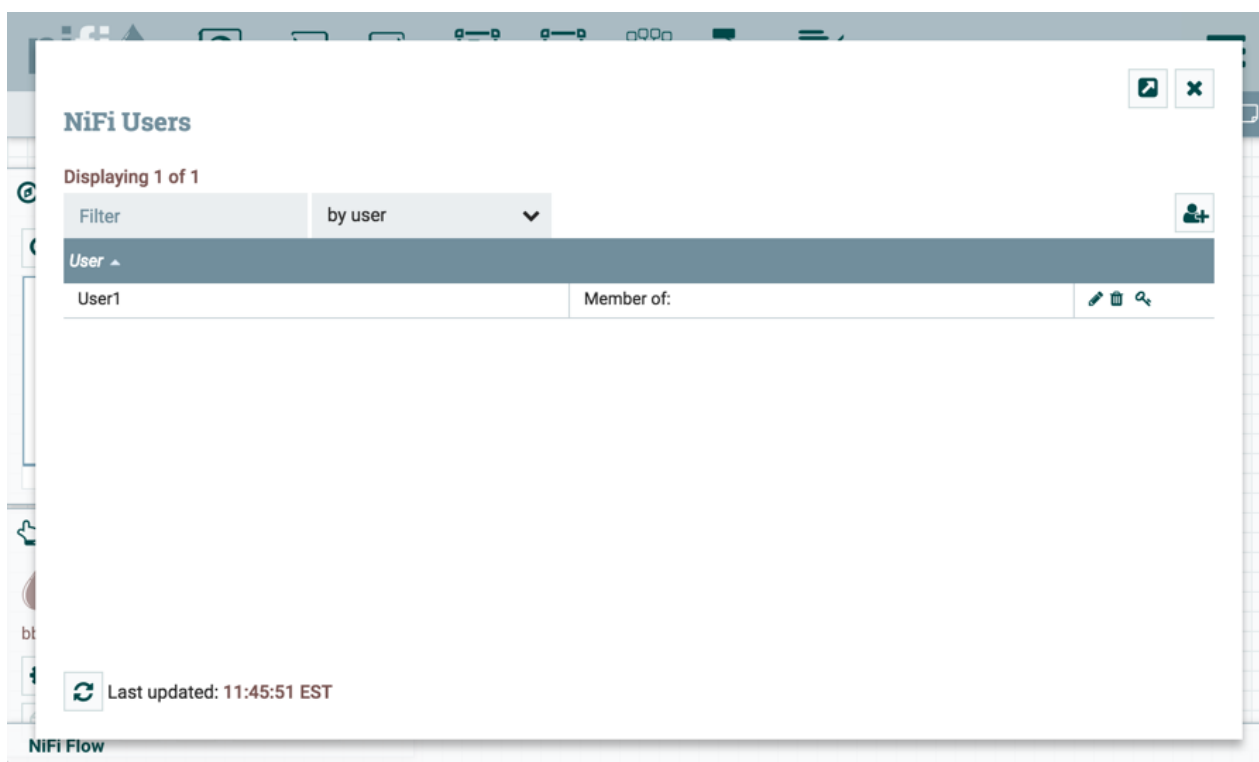 NiFi Users
Displaying 1 of 1
Filter by user
User
User1 Member of:
Last updated: 11:45:51 EST
NiFi Flow